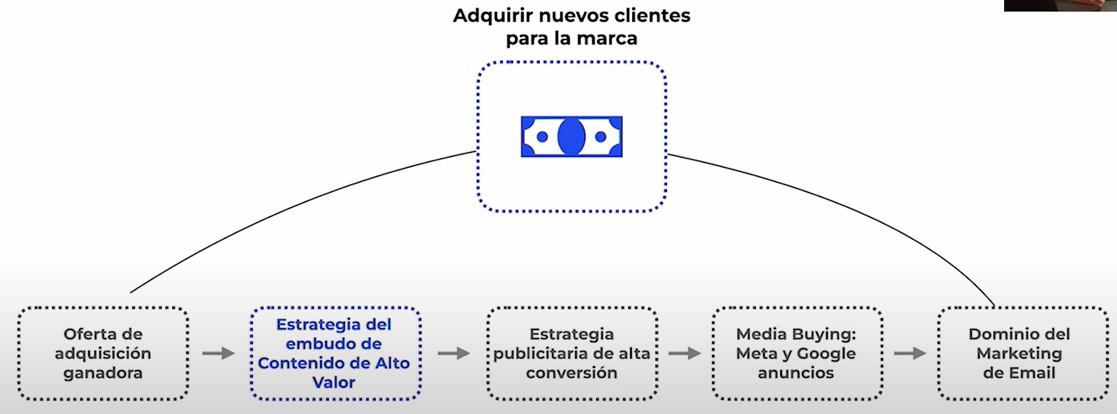 Adquirir nuevos clientes
para la marca
Oferta de
adquisición
ganadora
Estrategia del
embudo de
Contenido de Alto
Valor
Estrategia
publicitaria de alta
conversión
Media Buying:
Meta y Google
anuncios
Dominio del
Marketing
de Email